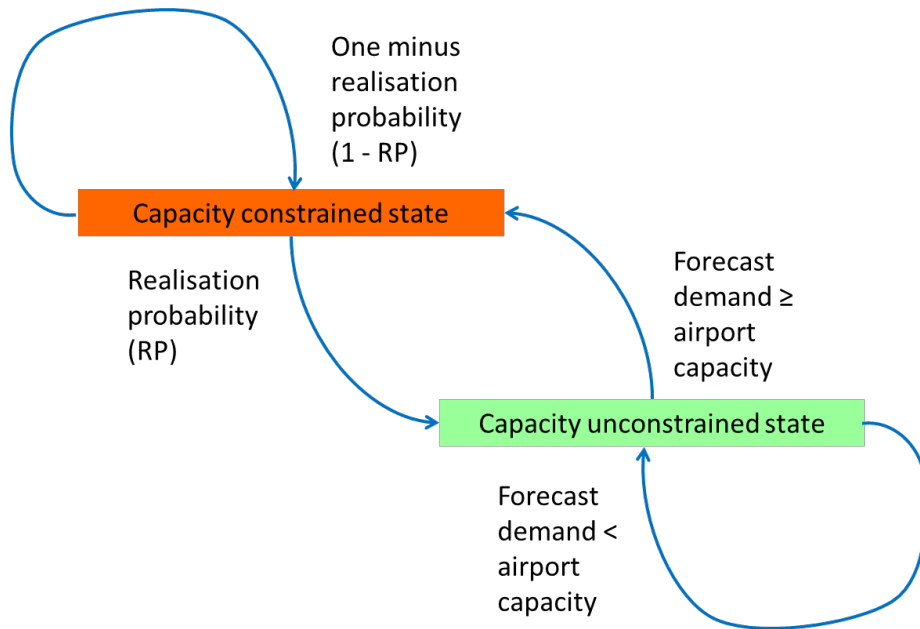 One minus
realisation
probability
(1 - RP)
Capacity constrained state
Realisation
probability
(RP)
Forecast
demand ≥
airport
capacity
Capacity unconstrained state
Forecast
demand <
airport
capacity